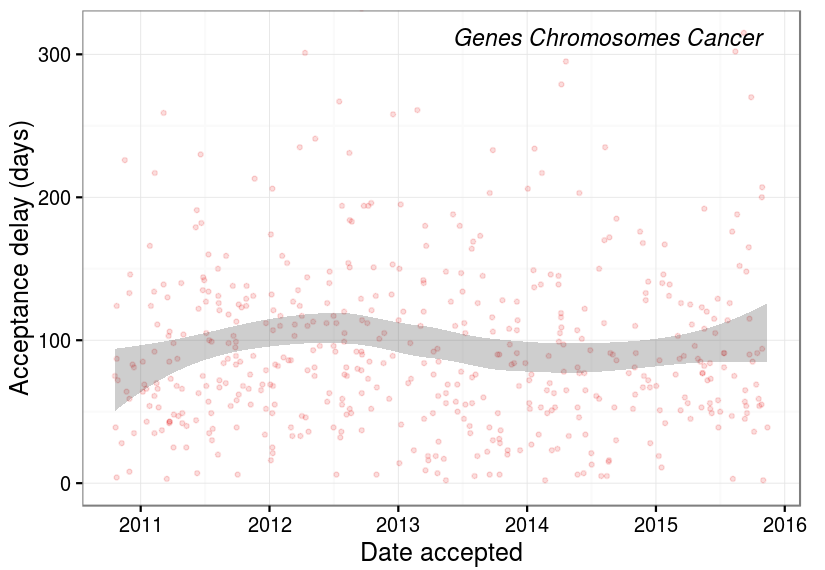 Genes Chromosomes Cancer
Acceptance delay (days)
300
200
100
0
2011 2012 2013 2014 2015 2016
Date accepted